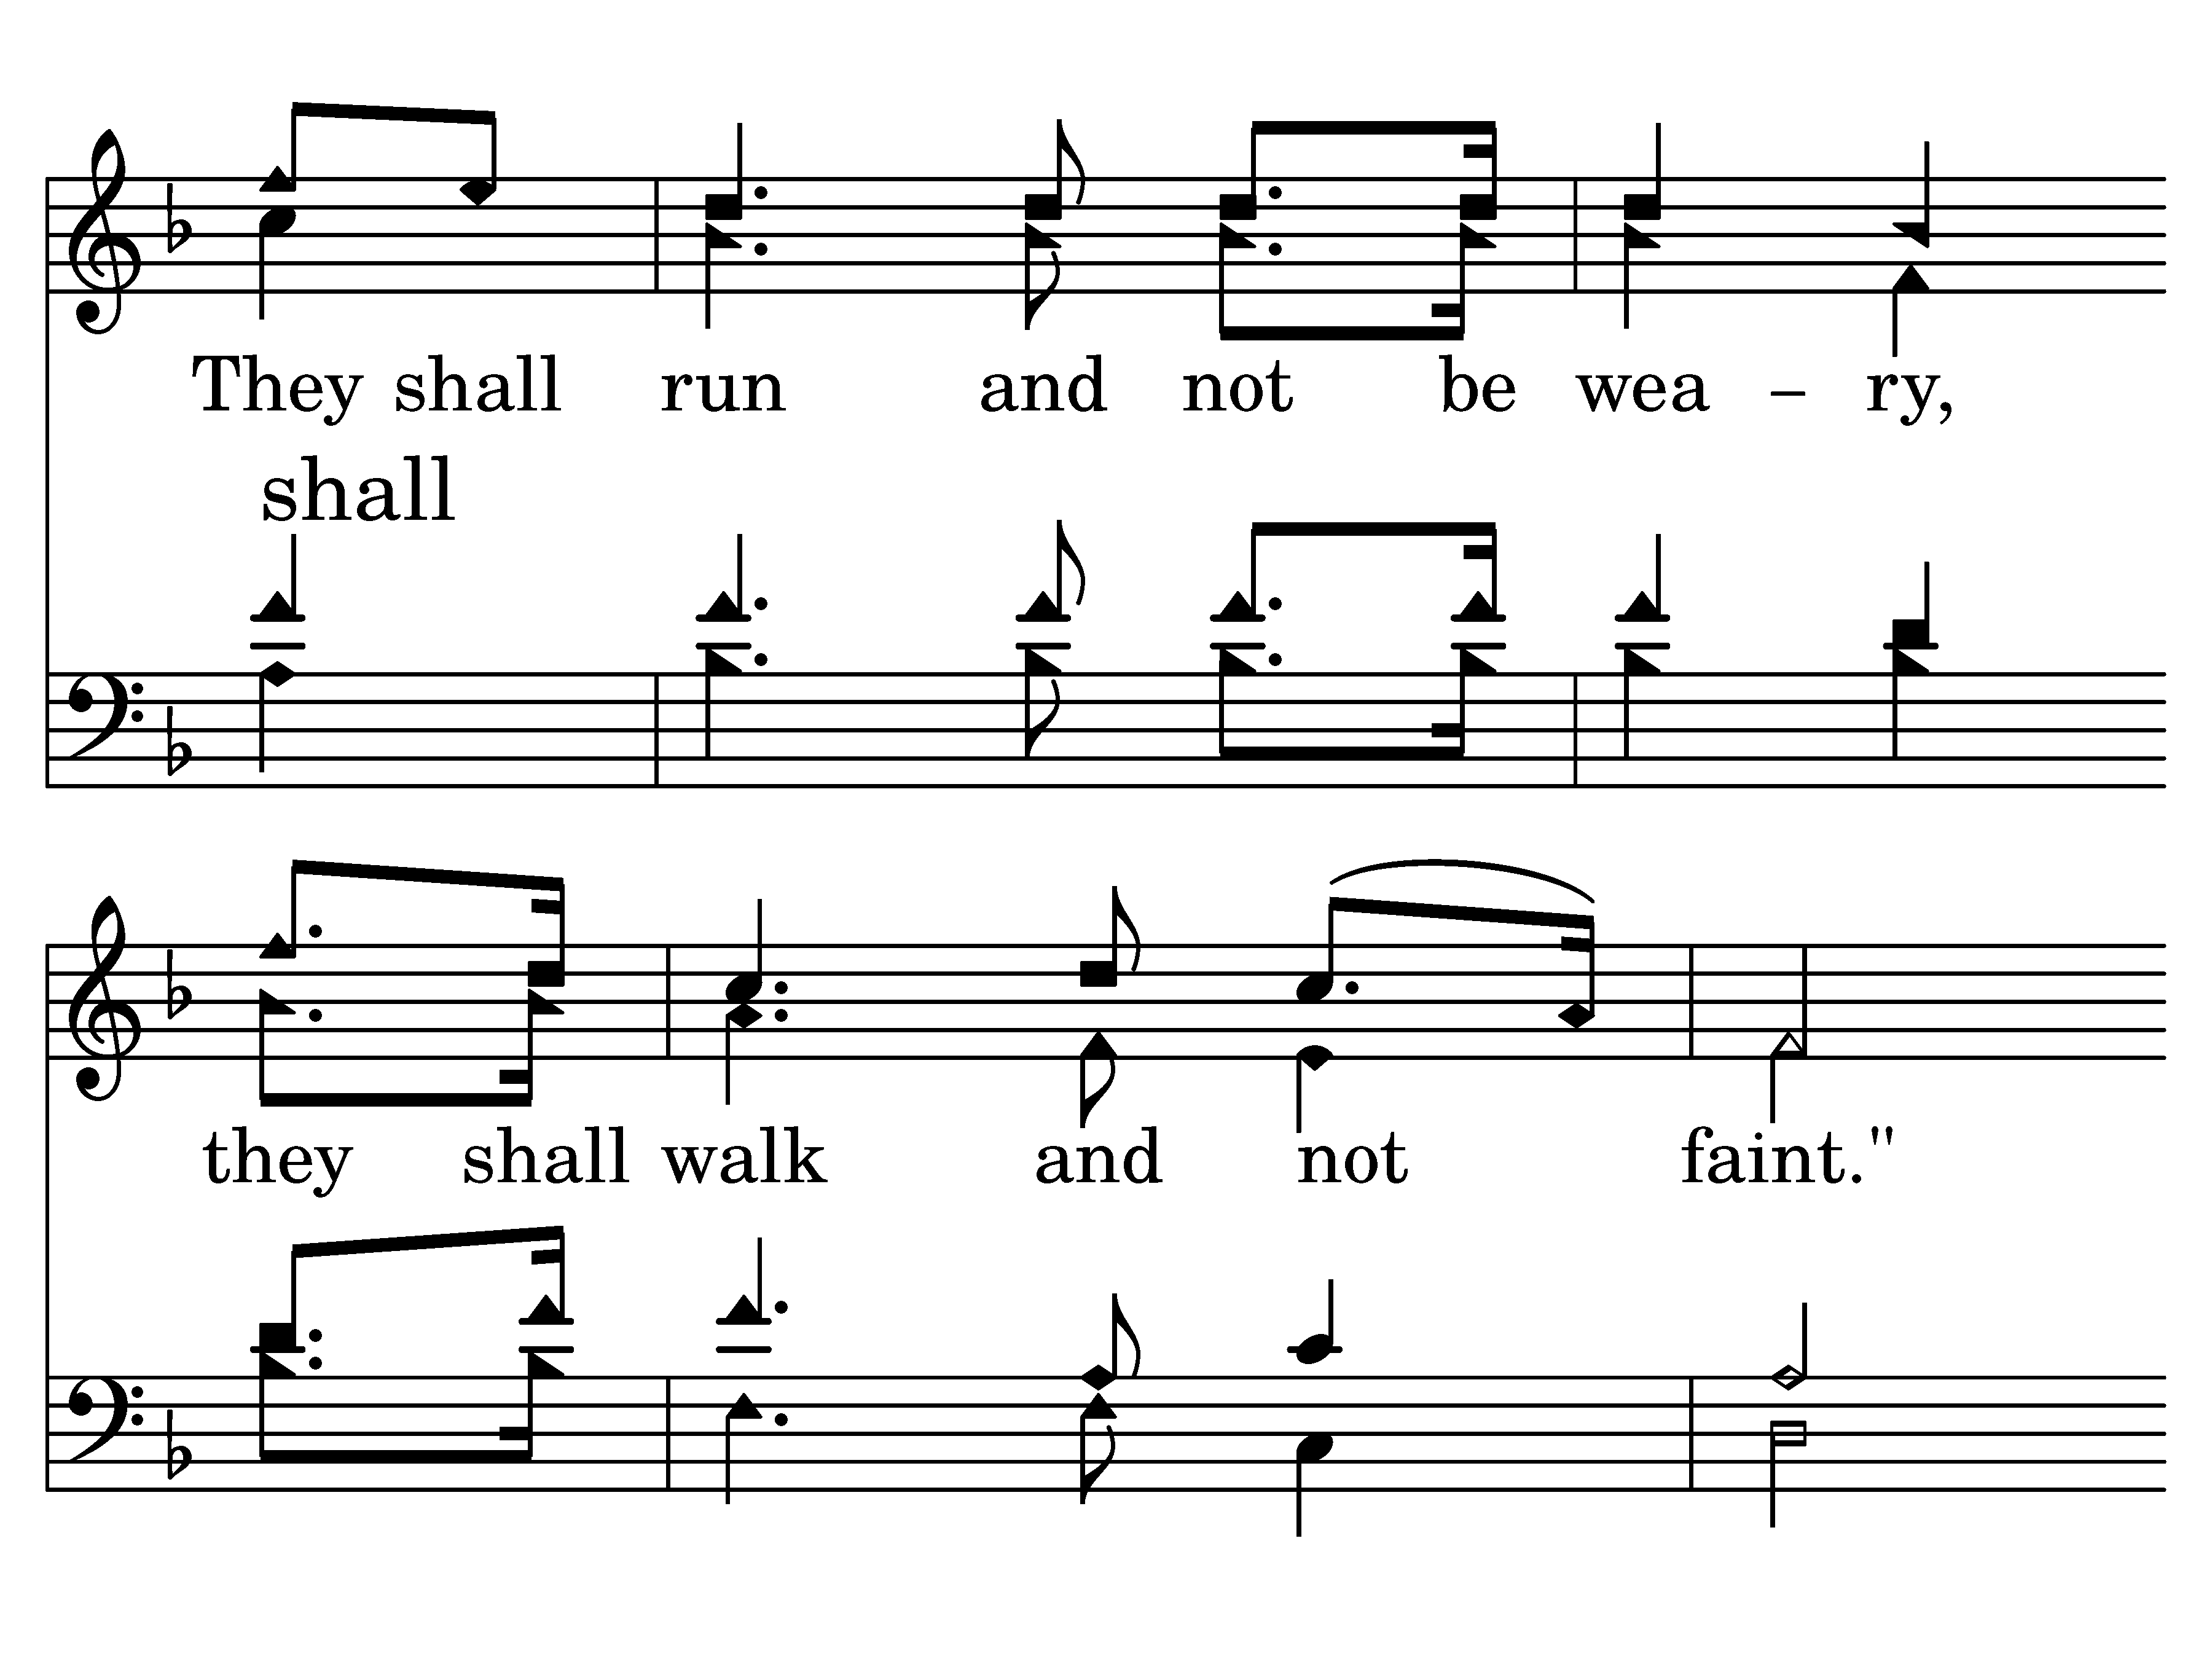 They shall run and not be wea – ry,
shall
they shall walk and not faint."